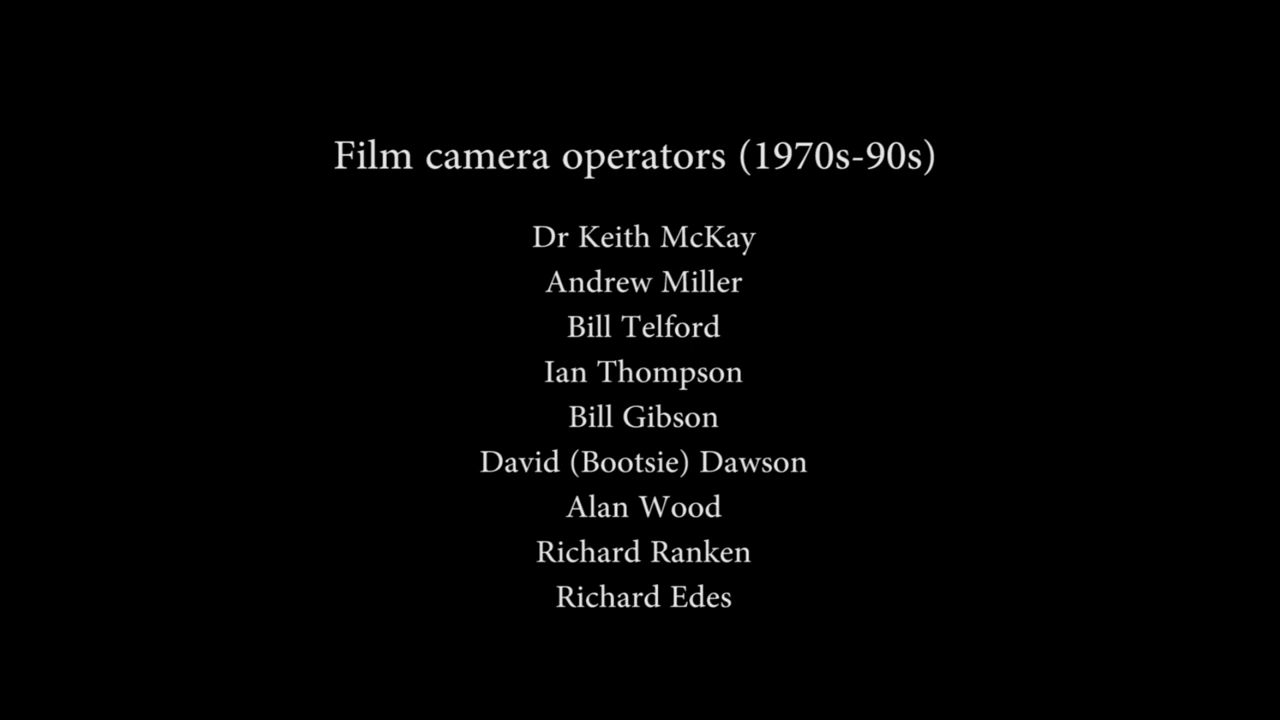 Film camera operators (1970s-90s)
Dr Keith McKay
Andrew Miller
Bill Telford
Ian Thompson
Bill Gibson
David (Bootsie) Dawson
Alan Wood
Richard Ranken
Richard Edes